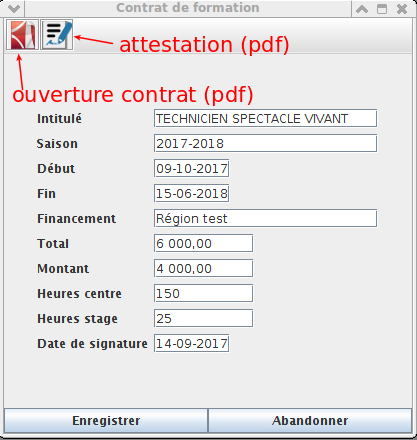 Contrat de formation
attestation (pdf)
ouverture contrat (pdf)
Intitulé TECHNICIEN SPECTACLE VIVANT
Saison 2017-2018
Début 09-10-2017
Fin 15-06-2018
Financement Région test
Total 6 000,00
Montant 4 000,00
Heures centre 150
Heures stage 25
Date de signature 14-09-2017
Enregistrer Abandonner